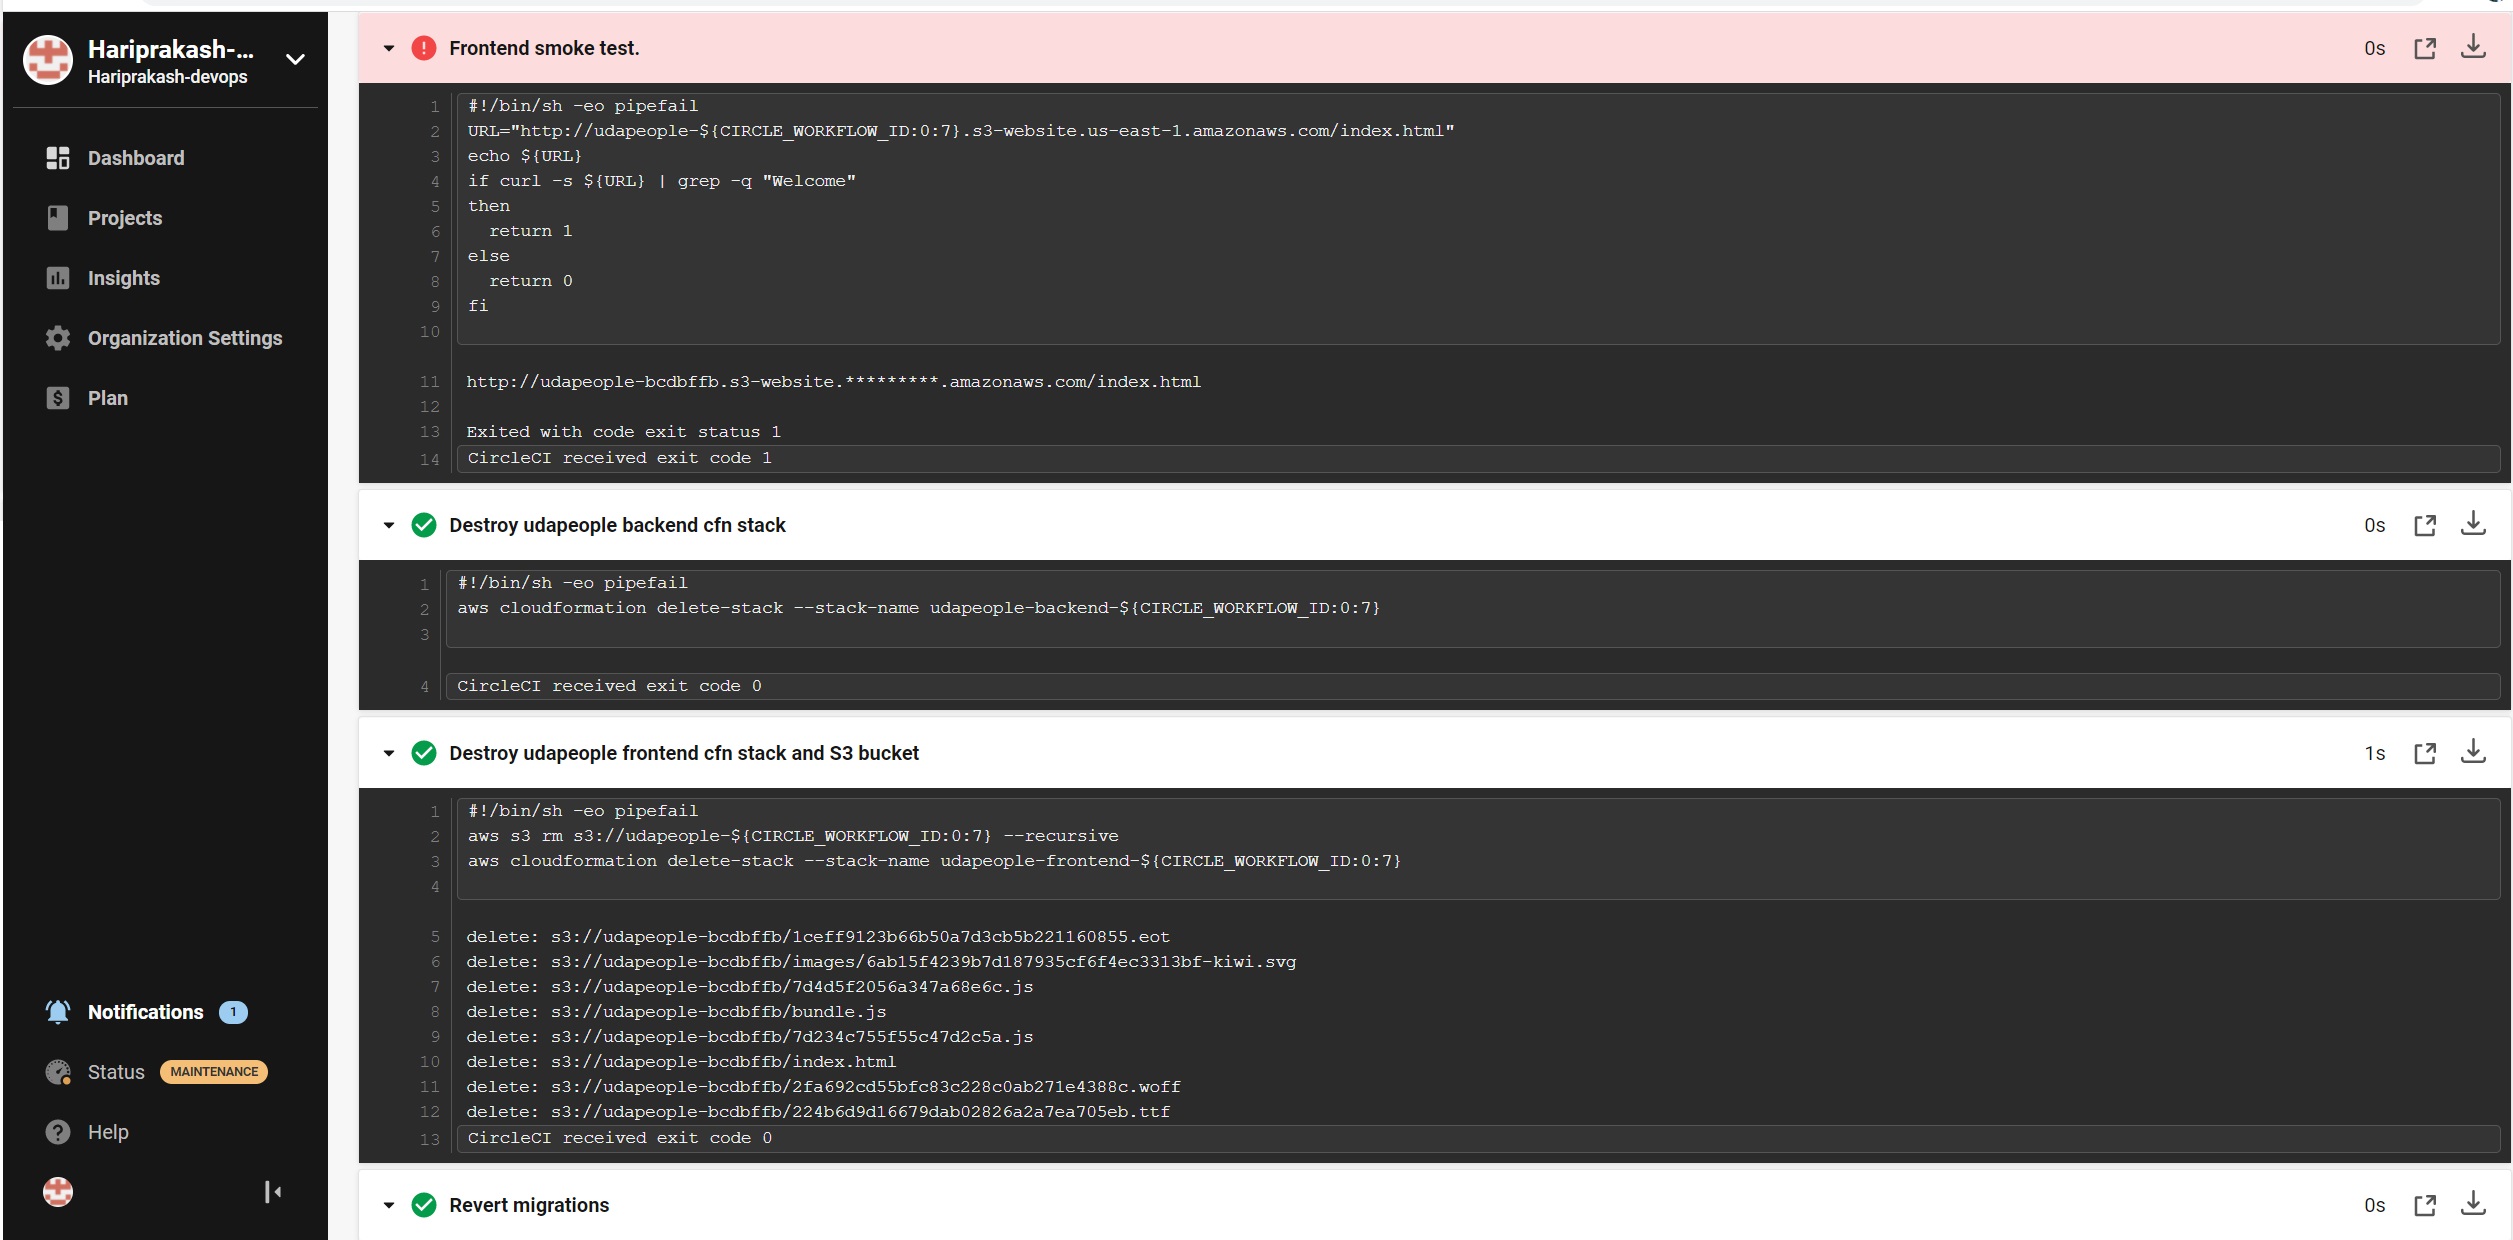 Hariprakash-...
Hariprakash-devops
Dashboard
Projects
Insights
Organization Settings
Plan
Notifications 1
Status MAINTENANCE
Help
Frontend smoke test. 0s
1 #!/bin/sh -eo pipefail
2 URL="http://udapeople-${CIRCLE_WORKFLOW_ID:0:7}.s3-website.us-east-1.amazonaws.com/index.html"
3 echo ${URL}
4 if curl -s ${URL} | grep -q "Welcome"
5 then
6 return 1
7 else
8 return 0
9 fi
10
11 http://udapeople-bcdbffb.s3-website.*********.amazonaws.com/index.html
12
13 Exited with code exit status 1
14 CircleCI received exit code 1
Destroy udapeople backend cfn stack 0s
1 #!/bin/sh -eo pipefail
2 aws cloudformation delete-stack --stack-name udapeople-backend-${CIRCLE_WORKFLOW_ID:0:7}
3
4 CircleCI received exit code 0
Destroy udapeople frontend cfn stack and S3 bucket 1s
1 #!/bin/sh -eo pipefail
2 aws s3 rm s3://udapeople-${CIRCLE_WORKFLOW_ID:0:7} --recursive
3 aws cloudformation delete-stack --stack-name udapeople-frontend-${CIRCLE_WORKFLOW_ID:0:7}
4
5 delete: s3://udapeople-bcdbffb/1ceff9123b66b50a7d3cb5b221160855.eot
6 delete: s3://udapeople-bcdbffb/images/6ab15f4239b7d187935cf6f4ec3313bf-kiwi.svg
7 delete: s3://udapeople-bcdbffb/7d4d5f2056a347a68e6c.js
8 delete: s3://udapeople-bcdbffb/bundle.js
9 delete: s3://udapeople-bcdbffb/7d234c755f55c47d2c5a.js
10 delete: s3://udapeople-bcdbffb/index.html
11 delete: s3://udapeople-bcdbffb/2fa692cd55bfc83c228c0ab271e4388c.woff
12 delete: s3://udapeople-bcdbffb/224b6d9d16679dab02826a2a7ea705eb.ttf
13 CircleCI received exit code 0
Revert migrations 0s